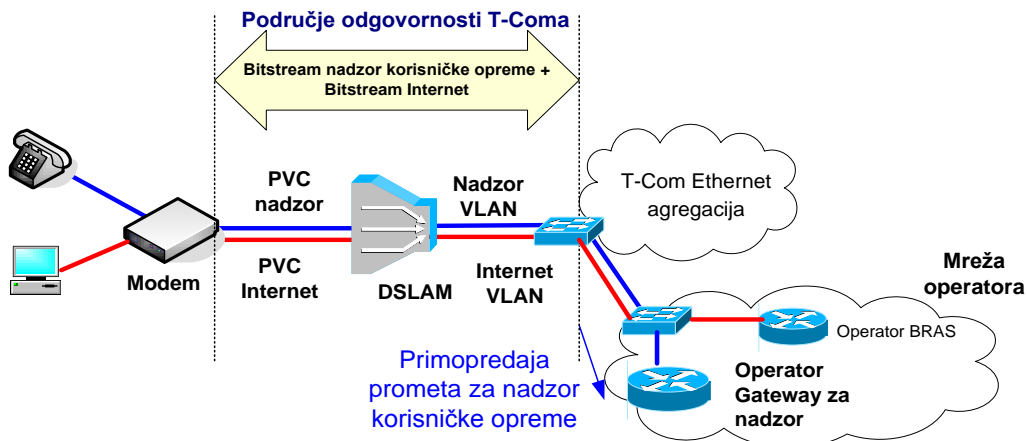 Područje odgovornosti T-Coma
Bitstream nadzor korisničke opreme +
Bitstream Internet
PVC
nadzor
Nadzor
VLAN
T-Com Ethernet
agregacija
Modem
PVC
Internet
DSLAM
Internet
VLAN
Mreža
operatora
Operator BRAS
Primopredaja
prometa za nadzor
korisničke opreme
Operator
Gateway za
nadzor